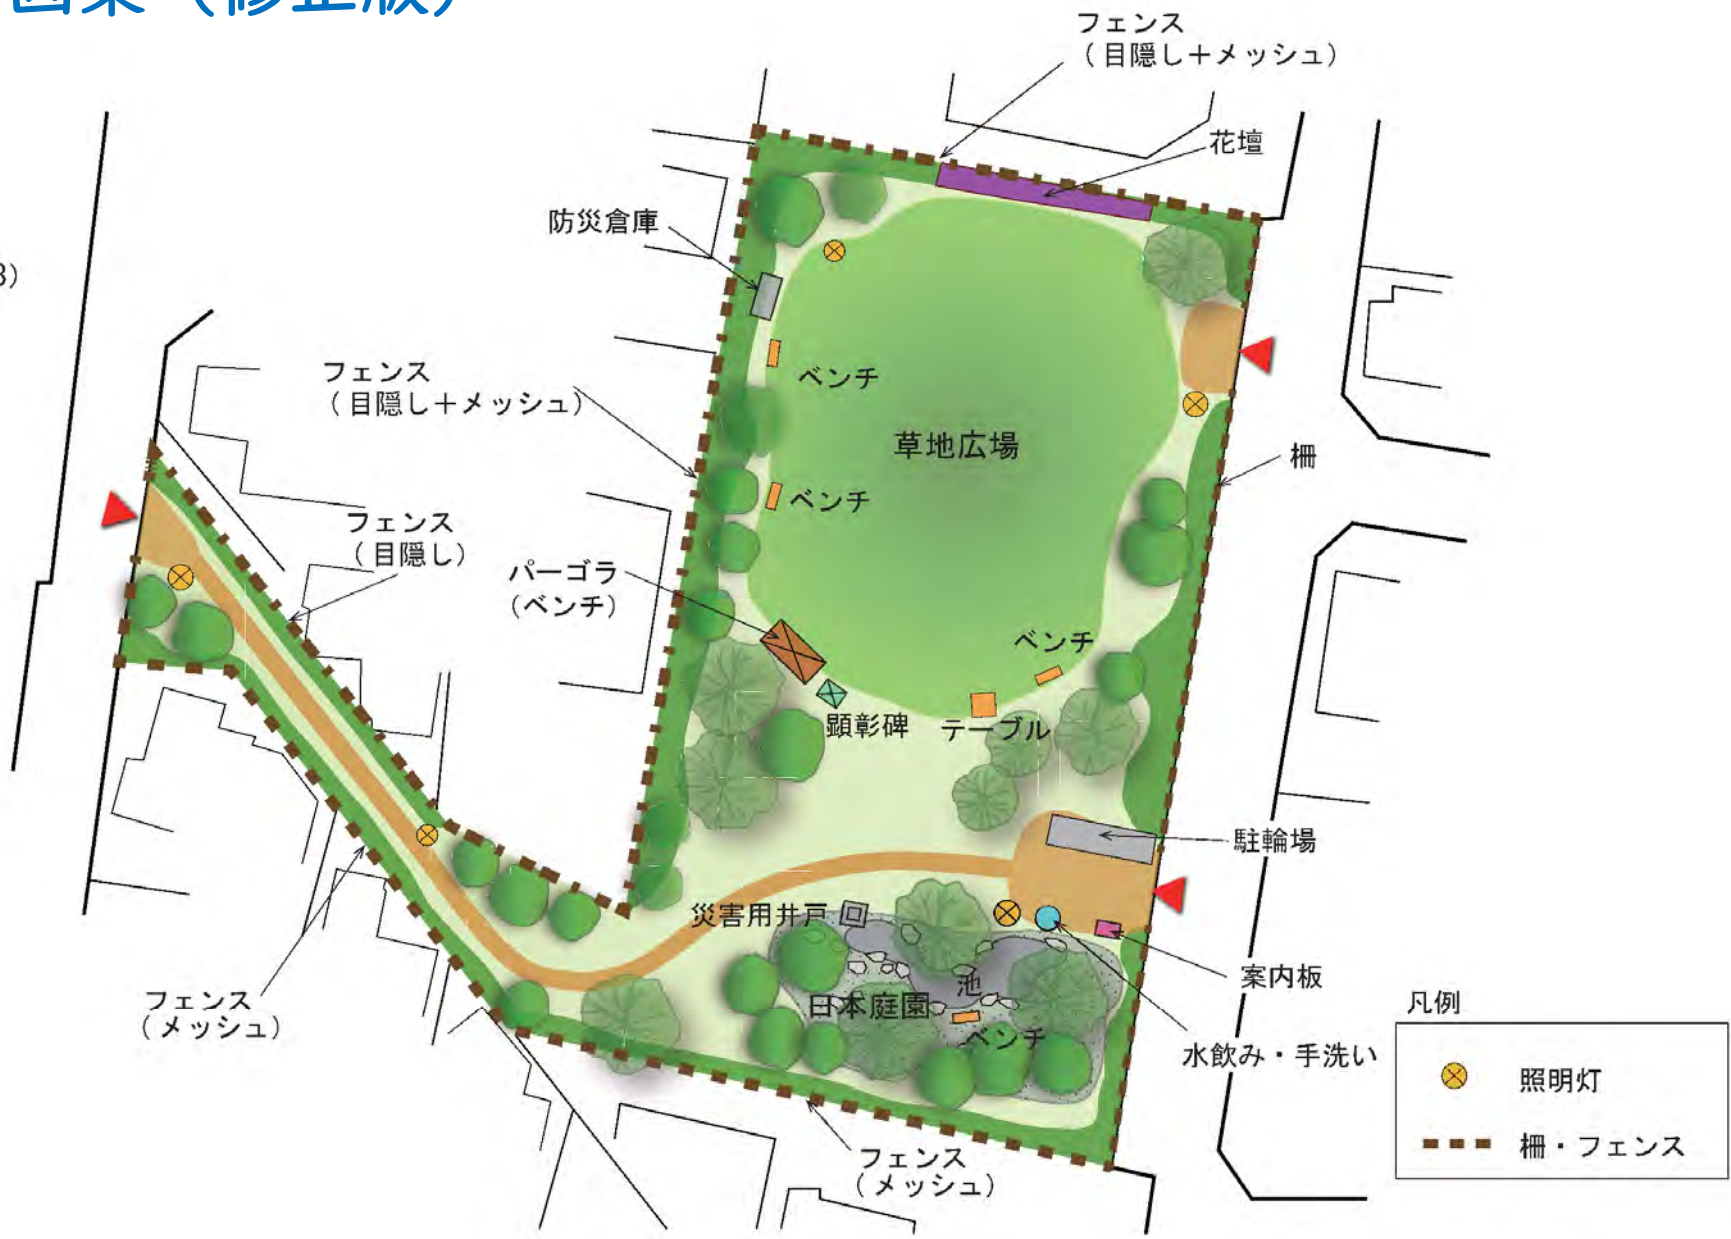 図案（修正版）
フェンス
（目隠し＋メッシュ）
花壇
防災倉庫
3）
フェンス
（目隠し＋メッシュ）
ベンチ
草地広場
柵
ベンチ
フェンス
（目隠し）
パーゴラ
（ベンチ）
ベンチ
顕彰碑
テーブル
駐輪場
災害用井戸
案内板
池
日本庭園
フェンス
（メッシュ）
ベンチ
水飲み・手洗い
凡例
照明灯
柵・フェンス
フェンス
（メッシュ）